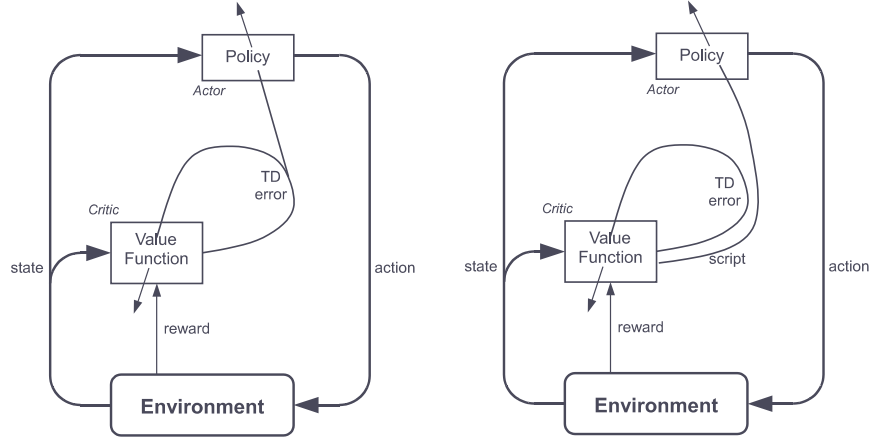 Policy
Actor
TD
error
Critic
Value
Function
state
action
reward
Environment
Policy
Actor
TD
error
Critic
Value
Function
script
state
action
reward
Environment